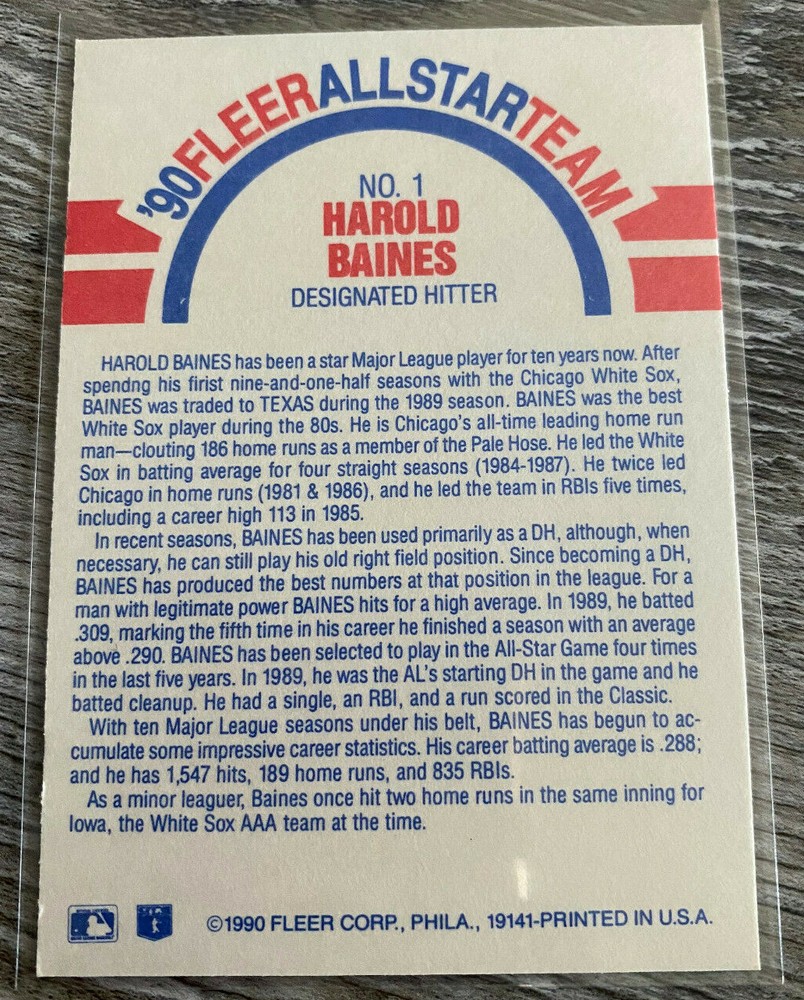 '90 FLEER ALL STAR TEAM
NO. 1
HAROLD
BAINES
DESIGNATED HITTER
HAROLD BAINES has been a star Major League player for ten years now. After
spendng his firist nine-and-one-half seasons with the Chicago White Sox,
BAINES was traded to TEXAS during the 1989 season. BAINES was the best
White Sox player during the 80s. He is Chicago's all-time leading home run
man—clouting 186 home runs as a member of the Pale Hose. He led the White
Sox in batting average for four straight seasons (1984-1987). He twice led
Chicago in home runs (1981 & 1986), and he led the team in RBIs five times,
including a career high 113 in 1985.
In recent seasons, BAINES has been used primarily as a DH, although, when
necessary, he can still play his old right field position. Since becoming a DH,
BAINES has produced the best numbers at that position in the league. For a
man with legitimate power BAINES hits for a high average. In 1989, he batted
.309, marking the fifth time in his career he finished a season with an average
above .290. BAINES has been selected to play in the All-Star Game four times
in the last five years. In 1989, he was the AL's starting DH in the game and he
batted cleanup. He had a single, an RBI, and a run scored in the Classic.
With ten Major League seasons under his belt, BAINES has begun to ac-
cumulate some impressive career statistics. His career batting average is .288;
and he has 1,547 hits, 189 home runs, and 835 RBIs.
As a minor leaguer, Baines once hit two home runs in the same inning for
Iowa, the White Sox AAA team at the time.
©1990 FLEER CORP., PHILA., 19141-PRINTED IN U.S.A.